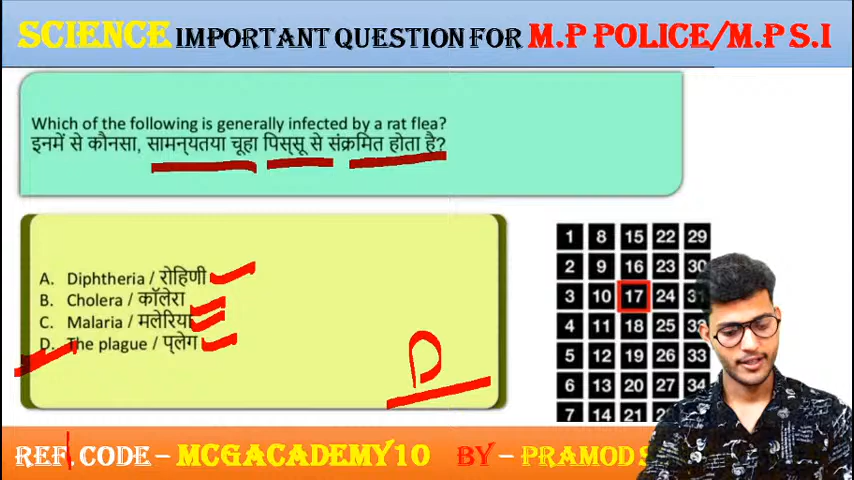 SCIENCE IMPORTANT QUESTION FOR M.P POLICE/M.P S.I
Which of the following is generally infected by a rat flea?
इनमें से कौनसा, सामन्यतया चूहा पिस्सू से संक्रमित होता है?
A. Diphtheria / रोहिणी
B. Cholera / कॉलेरा
C. Malaria / मलेरिया
D. The plague / प्लेग
D
1 8 15 22 29
2 9 16 23 30
3 10 17 24 31
4 11 18 25 32
5 12 19 26 33
6 13 20 27 34
7 14 21 28
REF. CODE - MCGACADEMY10 BY - PRAMOD S